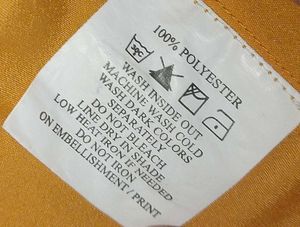 100% POLYESTER
30C
WASH INSIDE OUT
MACHINE WASH COLD
WASH DARK COLORS
SEPARATELY
DO NOT BLEACH
LINE DRY IN SHADE
LOW HEAT IRON IF NEEDED
DO NOT IRON
ON EMBELLISHMENT / PRINT